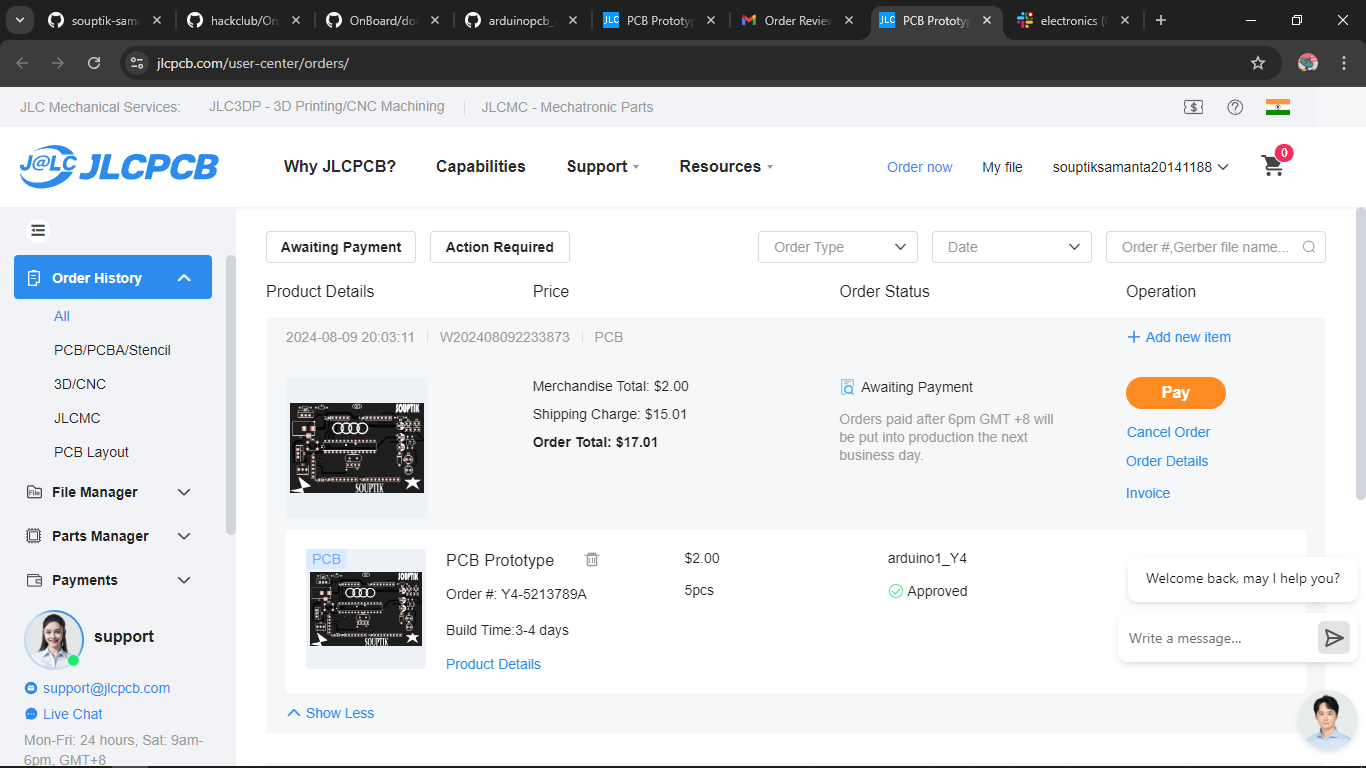 souptik-sama
hackclub/On
OnBoard/do
arduinopcb_
PCB Prototy
Order Revie
PCB Prototyp
electronics (
jlcpcb.com/user-center/orders/
JLC Mechanical Services:
JLC3DP - 3D Printing/CNC Machining
JLCMC - Mechatronic Parts
J@LC JLCPCB
Why JLCPCB?
Capabilities
Support
Resources
Order now
My file
souptiksamanta20141188
0
Order History
All
PCB/PCBA/Stencil
3D/CNC
JLCMC
PCB Layout
File Manager
Parts Manager
Payments
support
support@jlcpcb.com
Live Chat
Mon-Fri: 24 hours, Sat: 9am-
6pm, GMT+8
Awaiting Payment
Action Required
Order Type
Date
Order #,Gerber file name...
Product Details
Price
Order Status
Operation
2024-08-09 20:03:11
W202408092233873
PCB
Add new item
SOUPTIK
SOUPTIK
Merchandise Total: $2.00
Shipping Charge: $15.01
Order Total: $17.01
Awaiting Payment
Orders paid after 6pm GMT +8 will
be put into production the next
business day.
Pay
Cancel Order
Order Details
Invoice
PCB
SOUPTIK
SOUPTIK
PCB Prototype
Order #: Y4-5213789A
Build Time:3-4 days
Product Details
$2.00
5pcs
arduino1_Y4
Approved
Show Less
Welcome back, may I help you?
Write a message...